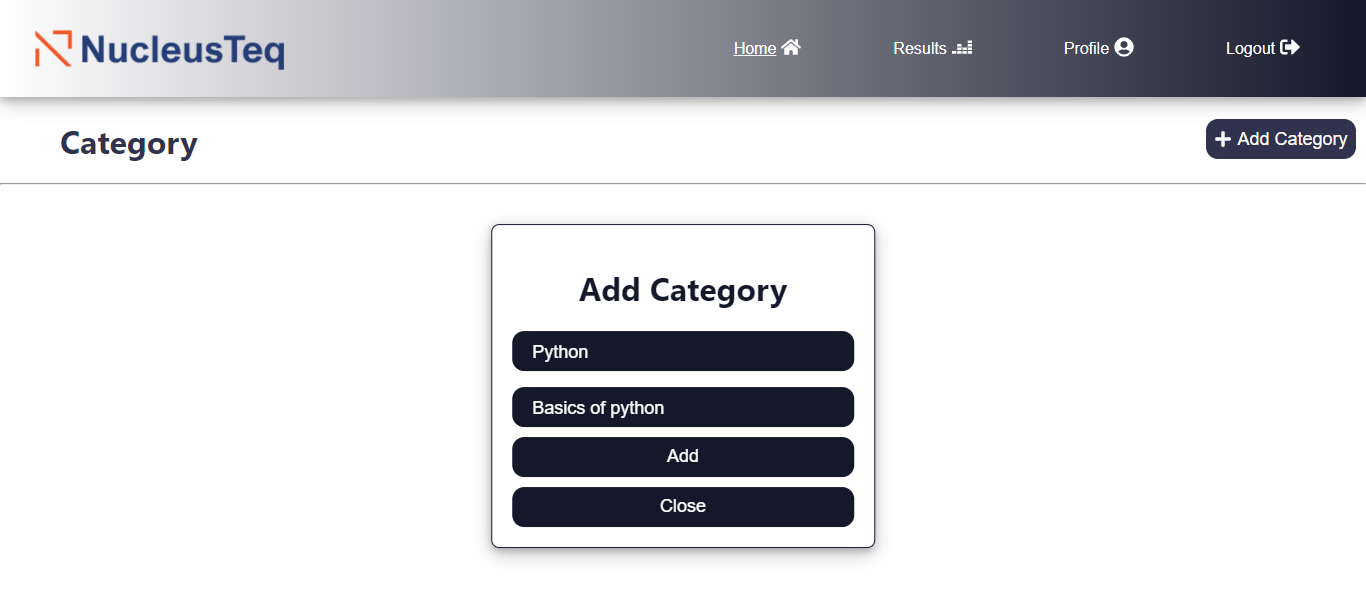 NucleusTeq
Home Results Profile Logout
Category
Add Category
Add Category
Python
Basics of python
Add
Close